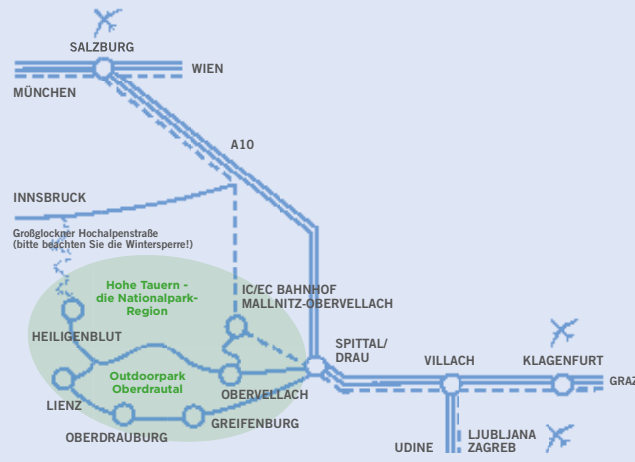 SALZBURG
WIEN
MÜNCHEN
A10
INNSBRUCK
Großglockner Hochalpenstraße
(bitte beachten Sie die Wintersperre!)
Hohe Tauern -
die Nationalpark-
Region
IC/EC BAHNHOF
MALLNITZ-OBERVELLACH
HEILIGENBLUT
SPITTAL/
DRAU
VILLACH
KLAGENFURT
GRAZ
Outdoorpark
Oberdrautal
OBERVELLACH
LIENZ
GREIFENBURG
OBERDRAUBURG
UDINE
LJUBLJANA
ZAGREB